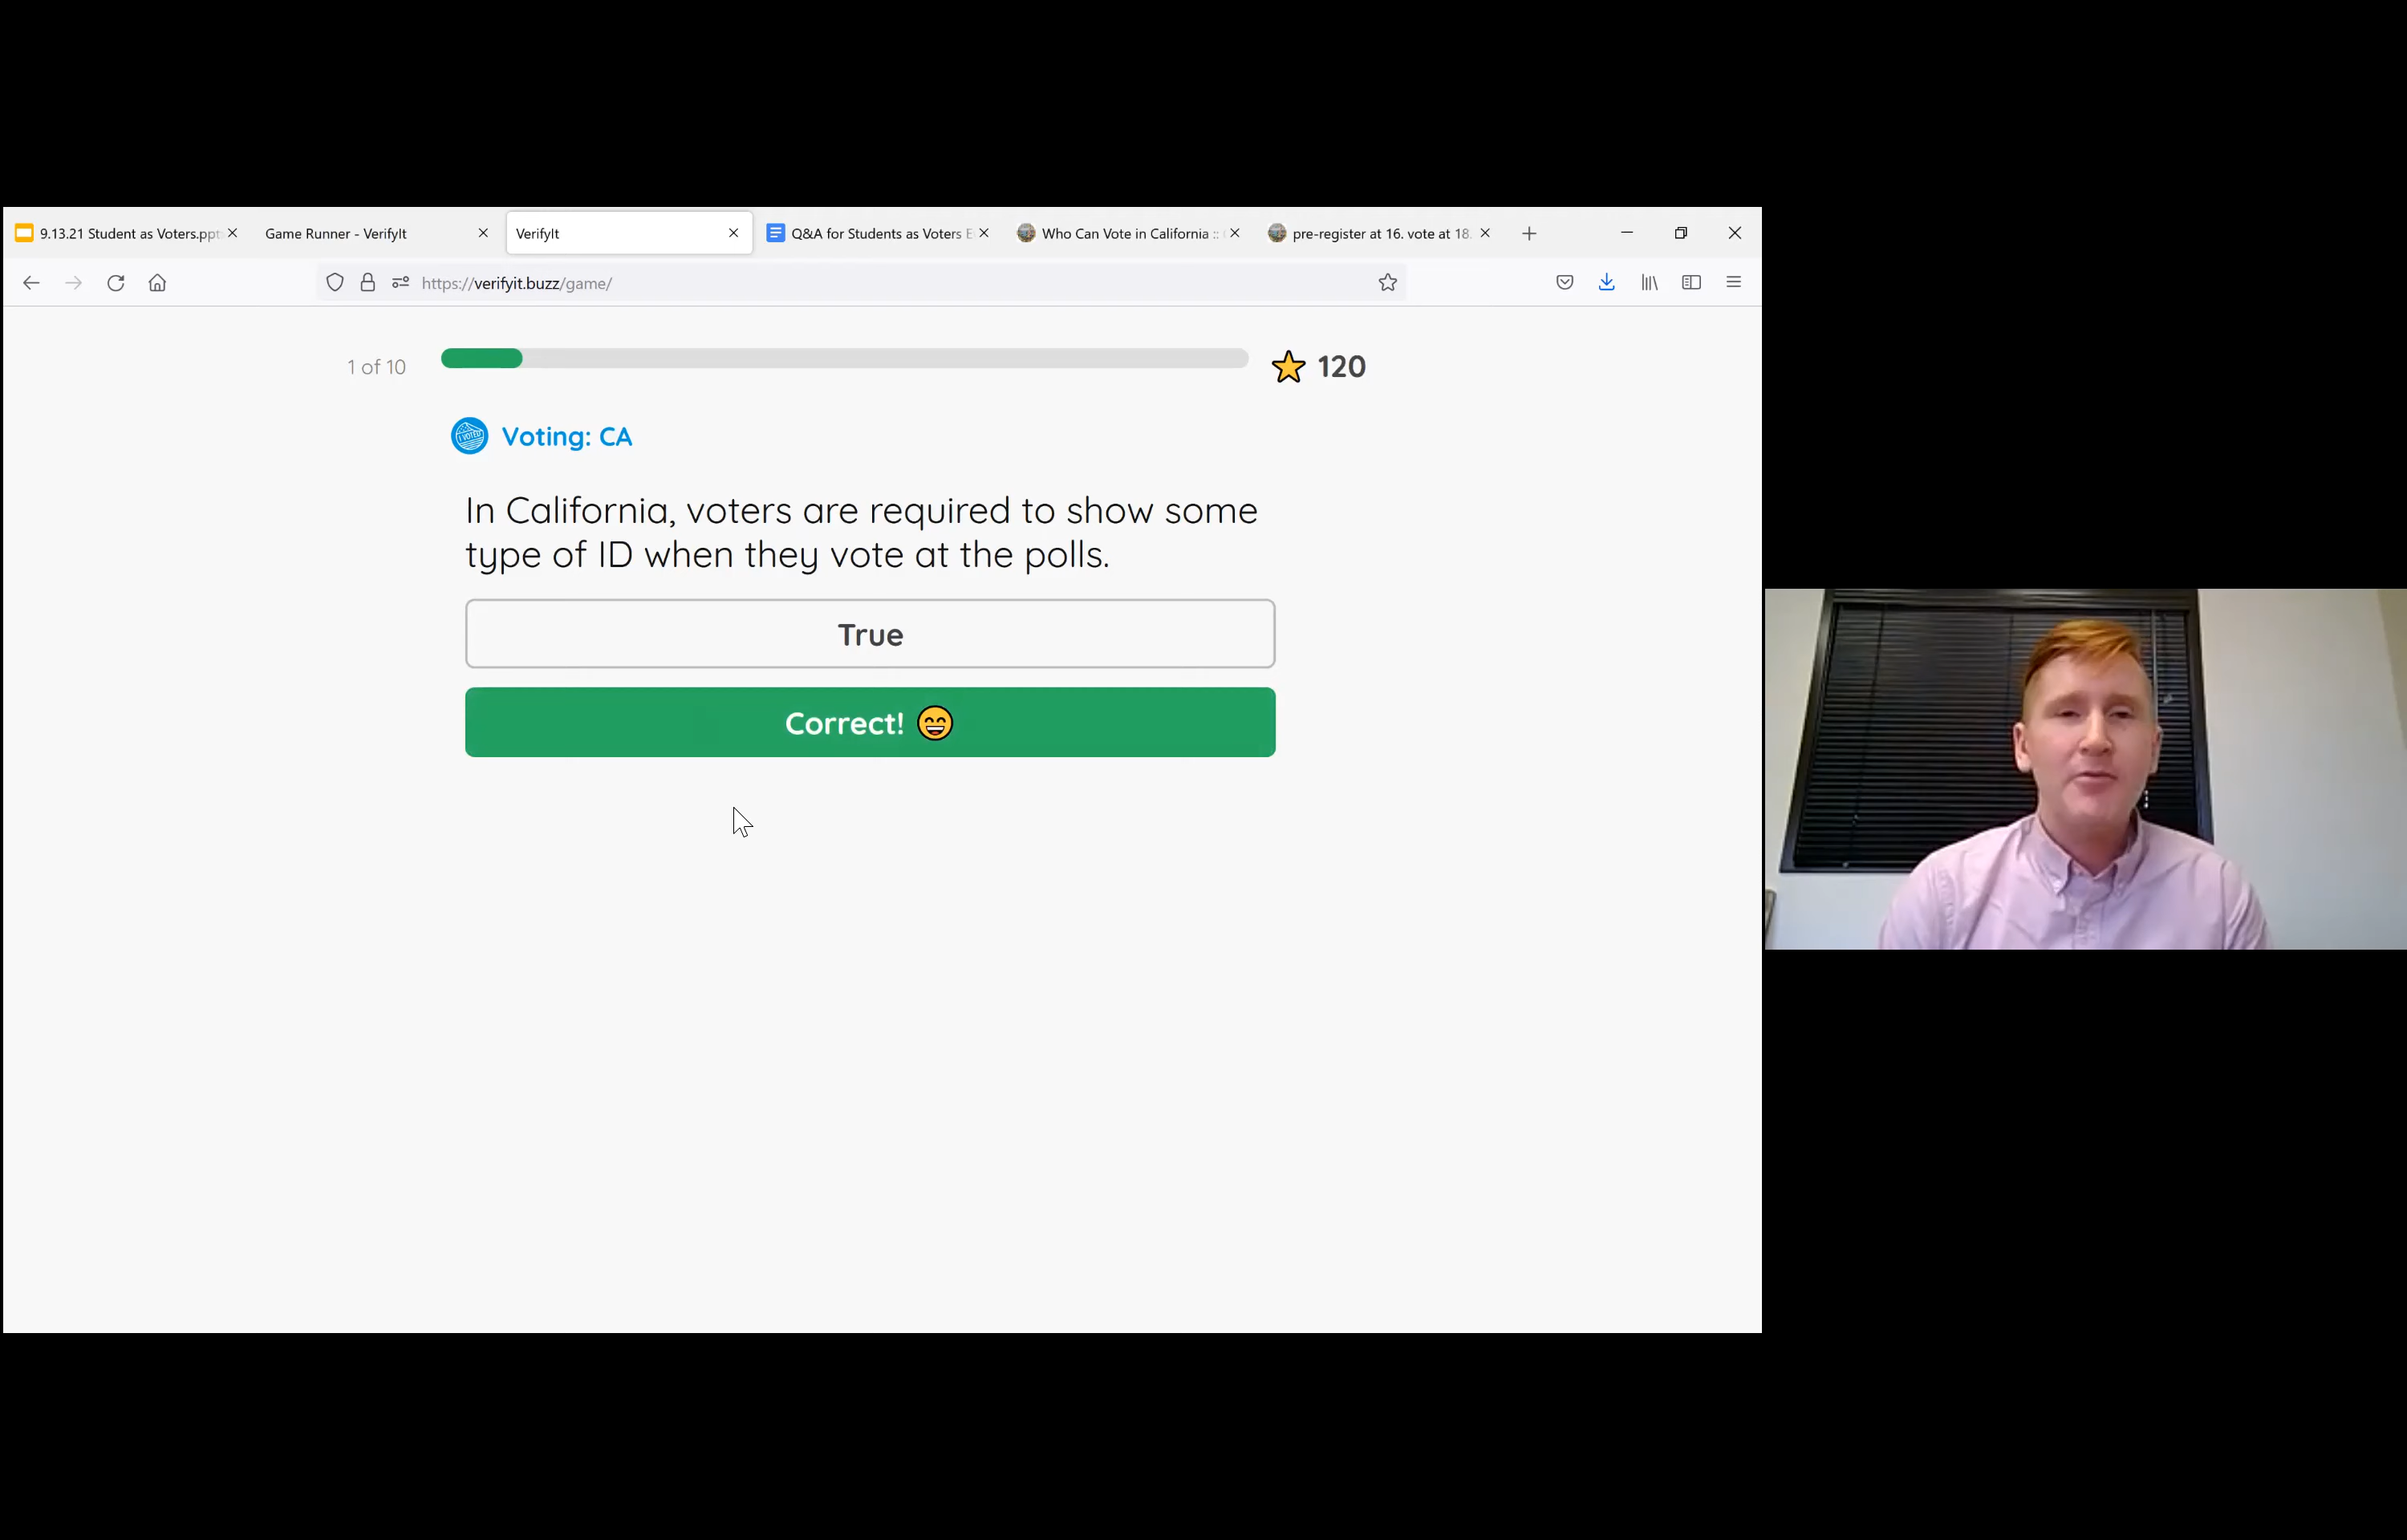 9.13.21 Student as Voters.ppt
Game Runner - VerifyIt
VerifyIt
Q&A for Students as Voters E
Who Can Vote in California ::
pre-register at 16. vote at 18.
https://verifyit.buzz/game/
1 of 10
120
I VOTED
Voting: CA
In California, voters are required to show some
type of ID when they vote at the polls.
True
Correct!